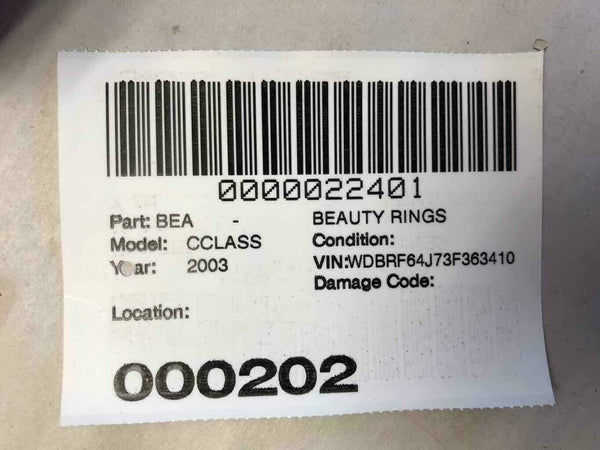 0000022401
Part: BEA - BEAUTY RINGS
Model: CCLASS Condition:
Year: 2003 VIN:WDBRF64J73F363410
Damage Code:
Location:
000202